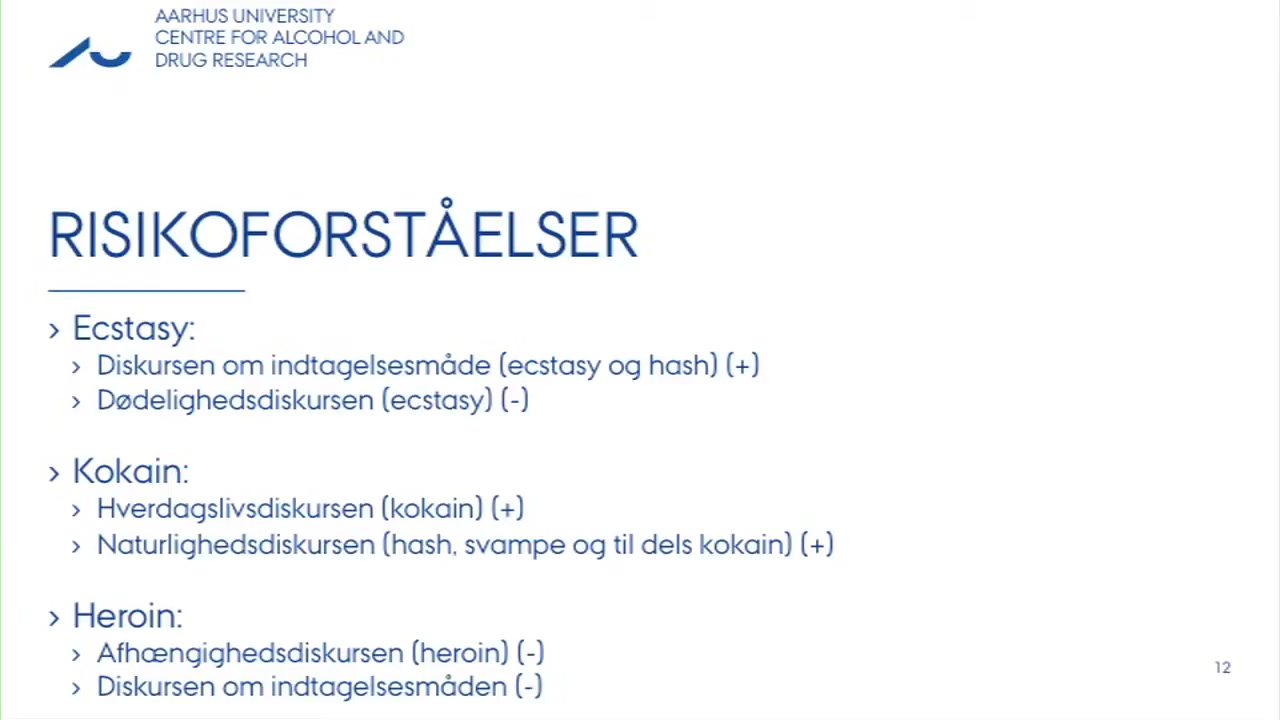 AARHUS UNIVERSITY
CENTRE FOR ALCOHOL AND
DRUG RESEARCH
RISIKOFORSTÅELSER
› Ecstasy:
› Diskursen om indtagelsesmåde (ecstasy og hash) (+)
› Dødelighedsdiskursen (ecstasy) (-)
› Kokain:
› Hverdagslivsdiskursen (kokain) (+)
› Naturlighedsdiskursen (hash, svampe og til dels kokain) (+)
› Heroin:
› Afhængighedsdiskursen (heroin) (-)
› Diskursen om indtagelsesmåden (-)
12